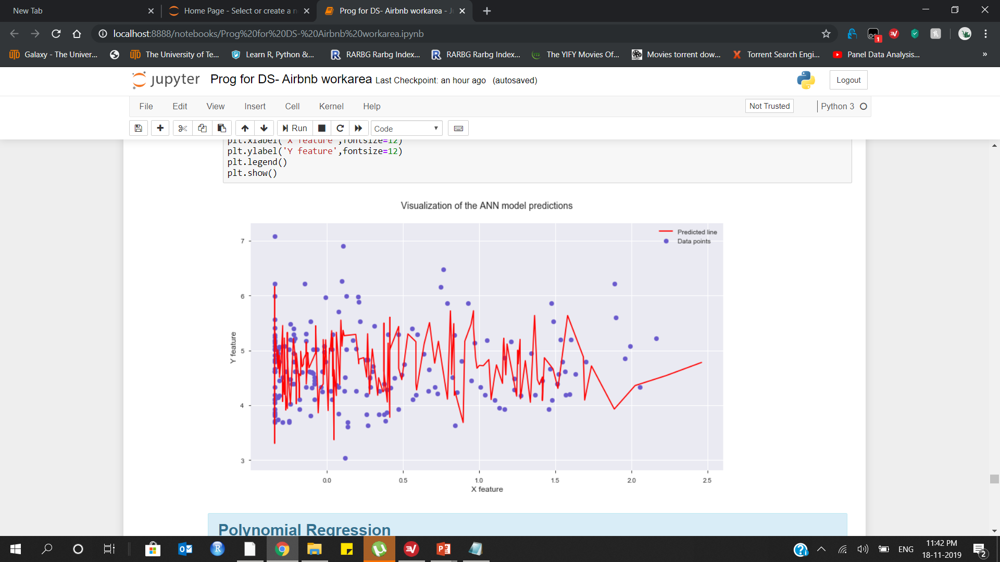 New Tab
Home Page - Select or create a n
Prog for DS- Airbnb workarea - J
localhost:8888/notebooks/Prog%20for%20DS-%20Airbnb%20workarea.ipynb
1
Galaxy - The Univer...
The University of Te...
Learn R, Python &...
RARBG Rarbg Index...
RARBG Rarbg Index...
The YIFY Movies Of...
Movies torrent dow...
Torrent Search Engi...
Panel Data Analysis...
»
jupyter Prog for DS- Airbnb workarea Last Checkpoint: an hour ago (autosaved)
Logout
File Edit View Insert Cell Kernel Help
Not Trusted
Python 3
Run
Code
plt.xlabel('X feature',fontsize=12)
plt.ylabel('Y feature',fontsize=12)
plt.legend()
plt.show()
Visualization of the ANN model predictions
Predicted line
Data points
7
6
5
4
3
Y feature
0.0 0.5 1.0 1.5 2.0 2.5
X feature
Polynomial Regression
ENG
11:42 PM
18-11-2019
2